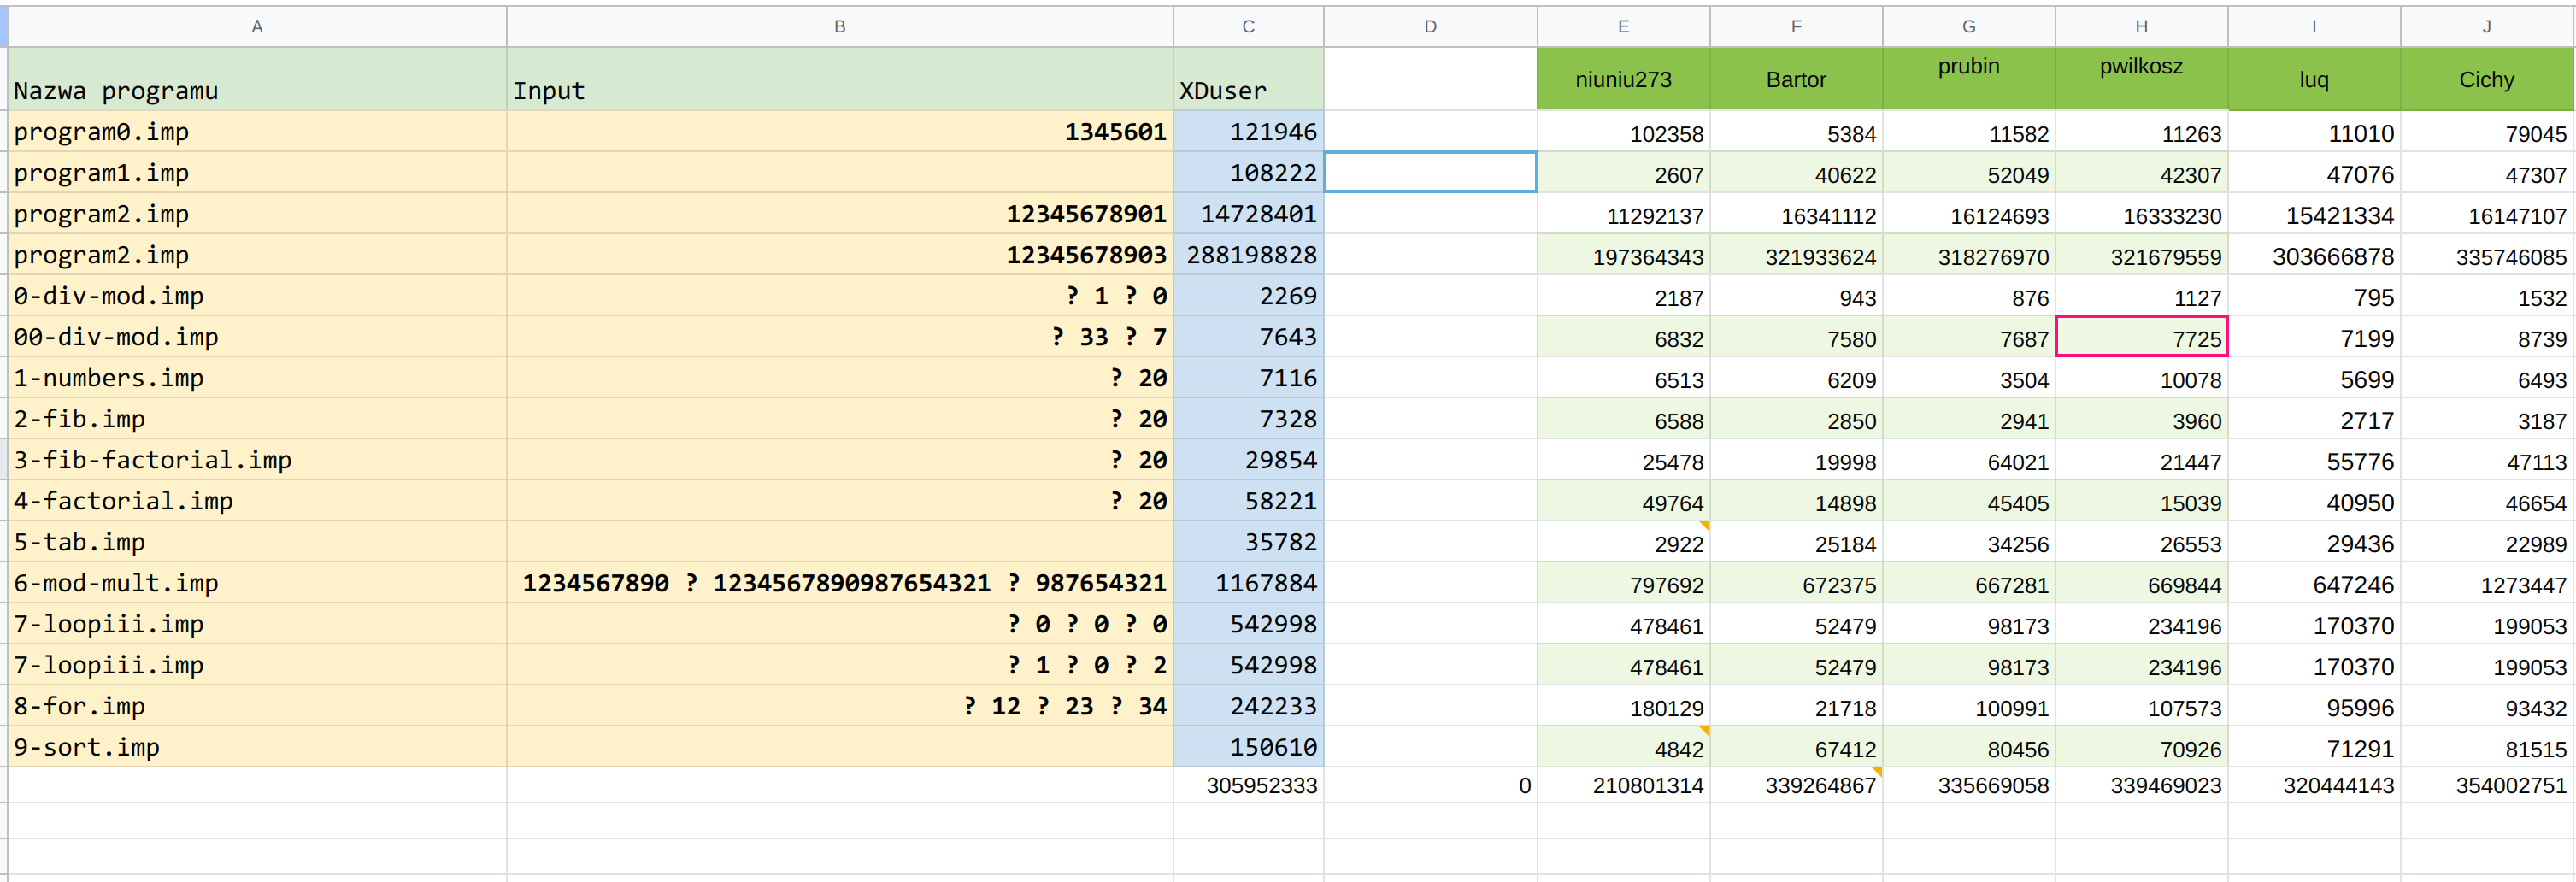 A B C D E F G H I J
Nazwa programu Input XDuser niuniu273 Bartor prubin pwilkosz luq Cichy
program0.imp 1345601 121946 102358 5384 11582 11263 11010 79045
program1.imp 108222 2607 40622 52049 42307 47076 47307
program2.imp 12345678901 14728401 11292137 16341112 16124693 16333230 15421334 16147107
program2.imp 12345678903 288198828 197364343 321933624 318276970 321679559 303666878 335746085
0-div-mod.imp ? 1 ? 0 2269 2187 943 876 1127 795 1532
00-div-mod.imp ? 33 ? 7 7643 6832 7580 7687 7725 7199 8739
1-numbers.imp ? 20 7116 6513 6209 3504 10078 5699 6493
2-fib.imp ? 20 7328 6588 2850 2941 3960 2717 3187
3-fib-factorial.imp ? 20 29854 25478 19998 64021 21447 55776 47113
4-factorial.imp ? 20 58221 49764 14898 45405 15039 40950 46654
5-tab.imp 35782 2922 25184 34256 26553 29436 22989
6-mod-mult.imp 1234567890 ? 1234567890987654321 ? 987654321 1167884 797692 672375 667281 669844 647246 1273447
7-loopiii.imp ? 0 ? 0 ? 0 542998 478461 52479 98173 234196 170370 199053
7-loopiii.imp ? 1 ? 0 ? 2 542998 478461 52479 98173 234196 170370 199053
8-for.imp ? 12 ? 23 ? 34 242233 180129 21718 100991 107573 95996 93432
9-sort.imp 150610 4842 67412 80456 70926 71291 81515
305952333 0 210801314 339264867 335669058 339469023 320444143 354002751